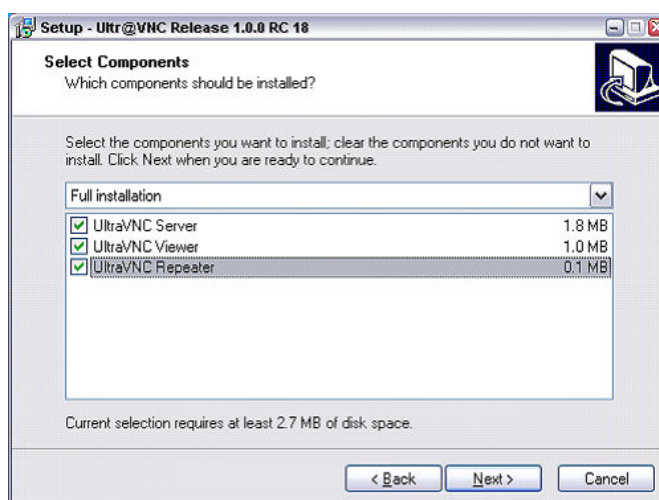 Setup - Ultr@VNC Release 1.0.0 RC 18
Select Components
Which components should be installed?
Select the components you want to install; clear the components you do not want to
install. Click Next when you are ready to continue.
Full installation
UltraVNC Server 1.8 MB
UltraVNC Viewer 1.0 MB
UltraVNC Repeater 0.1 MB
Current selection requires at least 2.7 MB of disk space.
< Back Next > Cancel